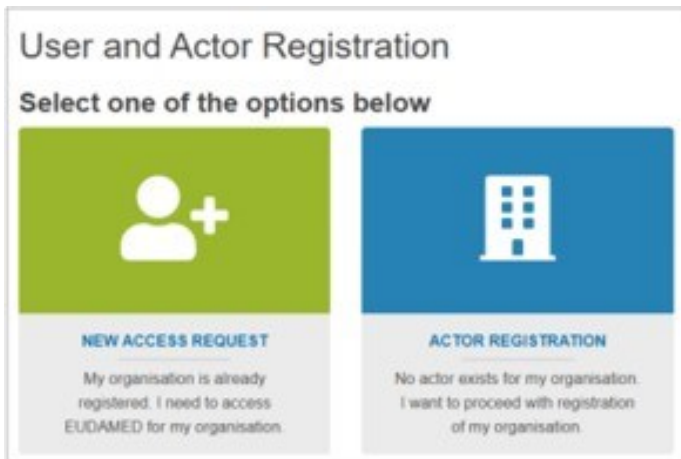 User and Actor Registration
Select one of the options below
NEW ACCESS REQUEST
My organisation is already
registered. I need to access
EUDAMED for my organisation.
ACTOR REGISTRATION
No actor exists for my organisation.
I want to proceed with registration
of my organisation.